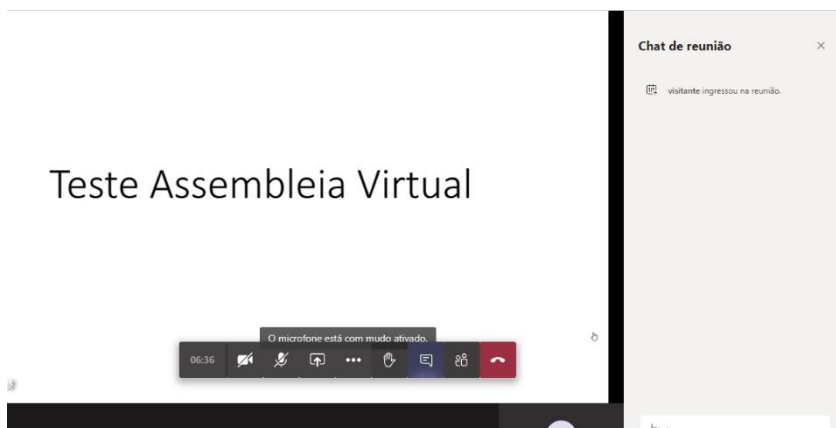 Chat de reunião
visitante ingressou na reunião.
Teste Assembleia Virtual
O microfone está com mudo ativado.
06:36